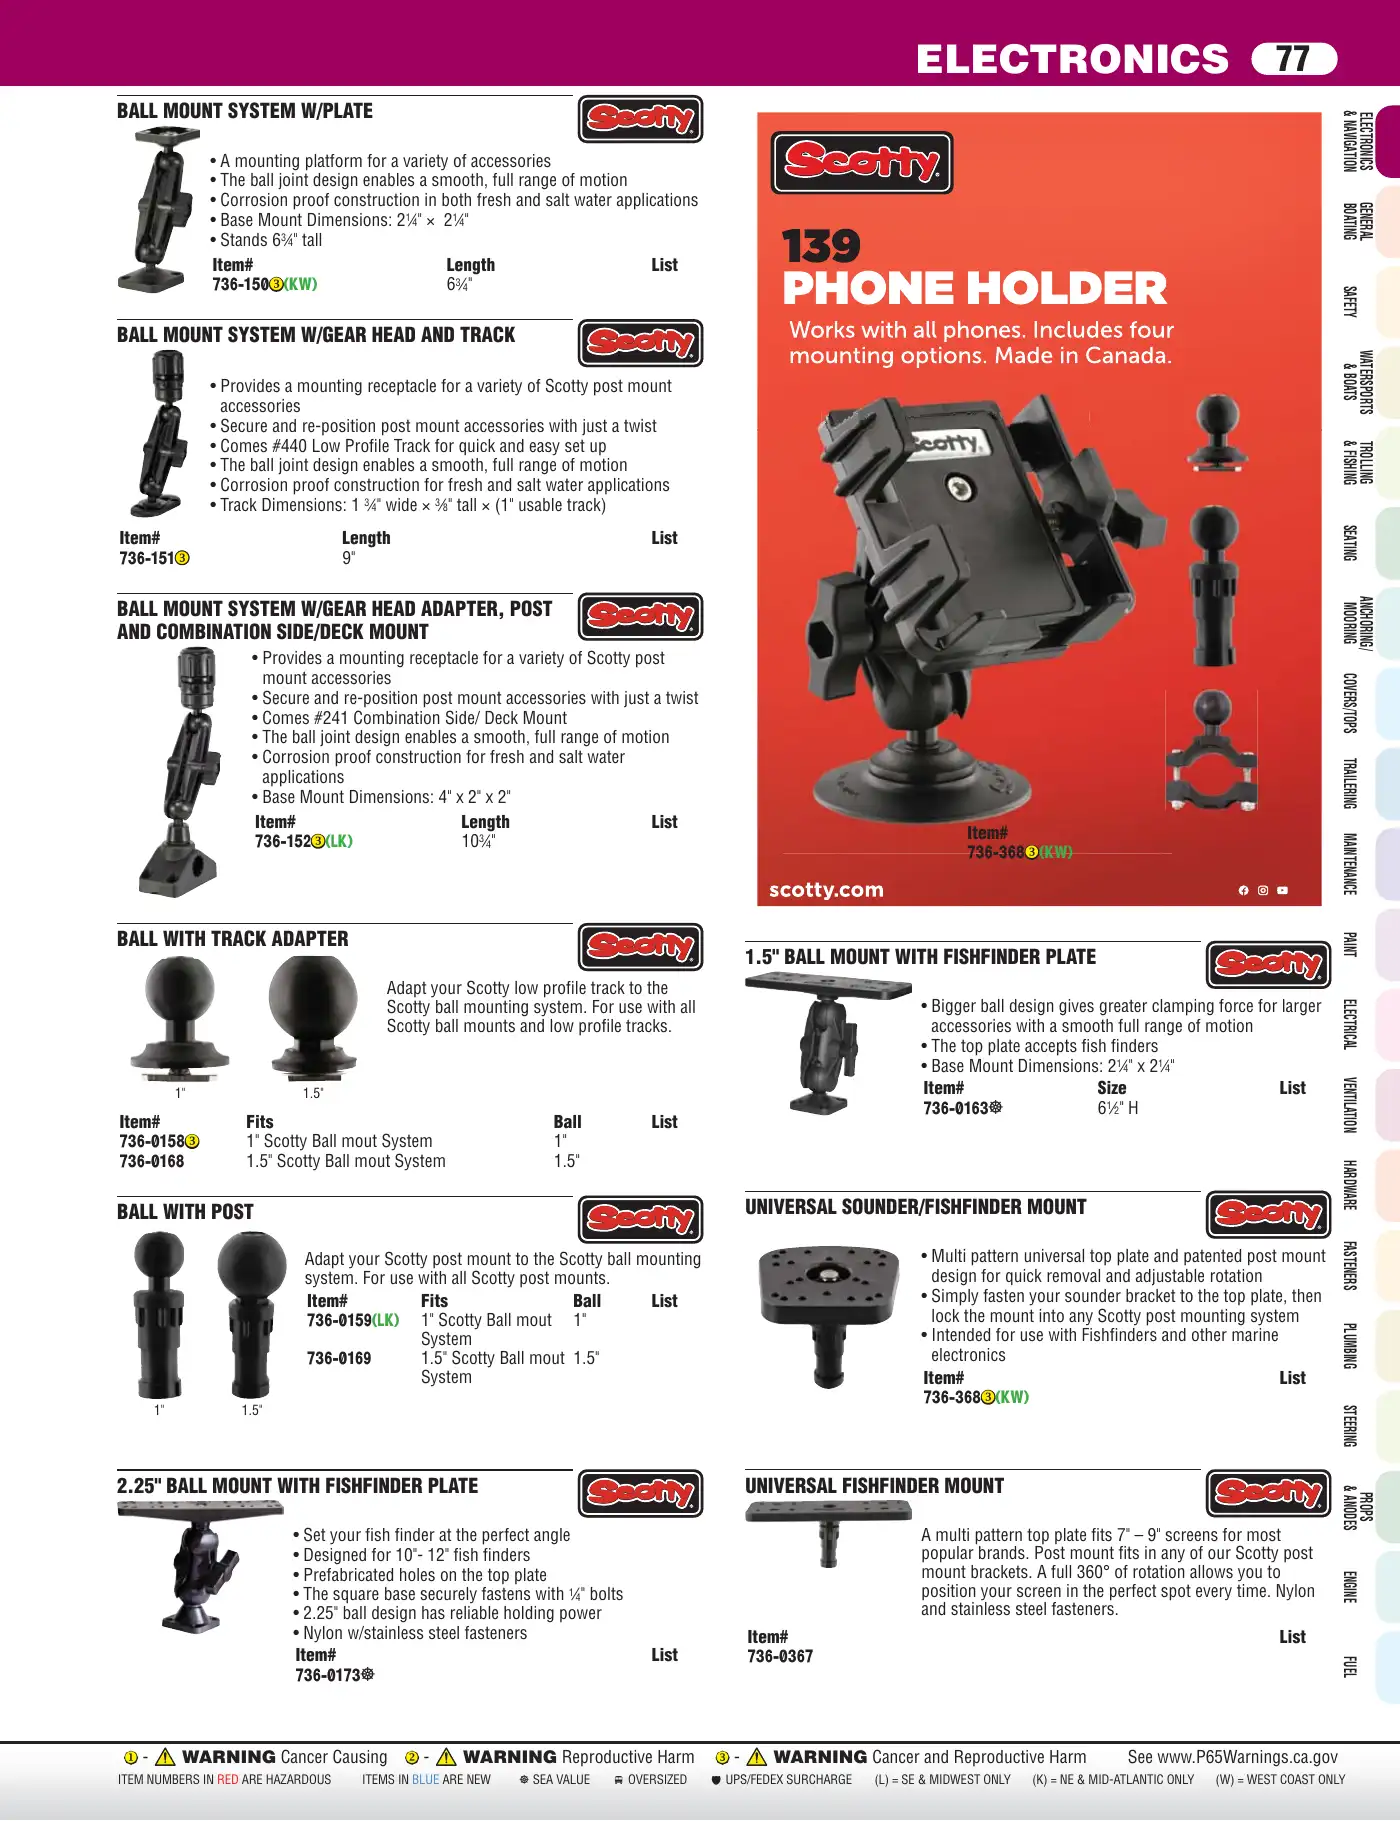 ELECTRONICS 77
BALL MOUNT SYSTEM W/PLATE
Scotty
• A mounting platform for a variety of accessories
• The ball joint design enables a smooth, full range of motion
• Corrosion proof construction in both fresh and salt water applications
• Base Mount Dimensions: 2¼" × 2¼"
• Stands 6¾" tall
Item# Length List
736-150③(KW) 6¾"
BALL MOUNT SYSTEM W/GEAR HEAD AND TRACK
Scotty
• Provides a mounting receptacle for a variety of Scotty post mount
accessories
• Secure and re-position post mount accessories with just a twist
• Comes #440 Low Profile Track for quick and easy set up
• The ball joint design enables a smooth, full range of motion
• Corrosion proof construction for fresh and salt water applications
• Track Dimensions: 1 ¾" wide × ⅜" tall × (1" usable track)
Item# Length List
736-151③ 9"
BALL MOUNT SYSTEM W/GEAR HEAD ADAPTER, POST
AND COMBINATION SIDE/DECK MOUNT
Scotty
• Provides a mounting receptacle for a variety of Scotty post
mount accessories
• Secure and re-position post mount accessories with just a twist
• Comes #241 Combination Side/ Deck Mount
• The ball joint design enables a smooth, full range of motion
• Corrosion proof construction for fresh and salt water
applications
• Base Mount Dimensions: 4" x 2" x 2"
Item# Length List
736-152③(LK) 10¾"
BALL WITH TRACK ADAPTER
Scotty
Adapt your Scotty low profile track to the
Scotty ball mounting system. For use with all
Scotty ball mounts and low profile tracks.
1" 1.5"
Item# Fits Ball List
736-0158③ 1" Scotty Ball mout System 1"
736-0168 1.5" Scotty Ball mout System 1.5"
BALL WITH POST
Scotty
Adapt your Scotty post mount to the Scotty ball mounting
system. For use with all Scotty post mounts.
Item# Fits Ball List
736-0159(LK) 1" Scotty Ball mout 1"
System
736-0169 1.5" Scotty Ball mout 1.5"
System
1" 1.5"
2.25" BALL MOUNT WITH FISHFINDER PLATE
Scotty
• Set your fish finder at the perfect angle
• Designed for 10"- 12" fish finders
• Prefabricated holes on the top plate
• The square base securely fastens with ¼" bolts
• 2.25" ball design has reliable holding power
• Nylon w/stainless steel fasteners
Item# List
736-0173☸
Scotty
139
PHONE HOLDER
Works with all phones. Includes four
mounting options. Made in Canada.
Scotty
Item#
736-368③(KW)
scotty.com
1.5" BALL MOUNT WITH FISHFINDER PLATE
Scotty
• Bigger ball design gives greater clamping force for larger
accessories with a smooth full range of motion
• The top plate accepts fish finders
• Base Mount Dimensions: 2¼" x 2¼"
Item# Size List
736-0163☸ 6½" H
UNIVERSAL SOUNDER/FISHFINDER MOUNT
Scotty
• Multi pattern universal top plate and patented post mount
design for quick removal and adjustable rotation
• Simply fasten your sounder bracket to the top plate, then
lock the mount into any Scotty post mounting system
• Intended for use with Fishfinders and other marine
electronics
Item# List
736-368③(KW)
UNIVERSAL FISHFINDER MOUNT
Scotty
A multi pattern top plate fits 7" – 9" screens for most
popular brands. Post mount fits in any of our Scotty post
mount brackets. A full 360° of rotation allows you to
position your screen in the perfect spot every time. Nylon
and stainless steel fasteners.
Item# List
736-0367
ELECTRONICS
& NAVIGATION
GENERAL
BOATING
SAFETY
WATERSPORTS
& BOATS
TROLLING
& FISHING
SEATING
ANCHORING/
MOORING
COVERS/TOPS
TRAILERING
MAINTENANCE
PAINT
ELECTRICAL
VENTILATION
HARDWARE
FASTENERS
PLUMBING
STEERING
PROPS
& ANODES
ENGINE
FUEL
① - ⚠ WARNING Cancer Causing ② - ⚠ WARNING Reproductive Harm ③ - ⚠ WARNING Cancer and Reproductive Harm See www.P65Warnings.ca.gov
ITEM NUMBERS IN RED ARE HAZARDOUS ITEMS IN BLUE ARE NEW ☸ SEA VALUE OVERSIZED UPS/FEDEX SURCHARGE (L) = SE & MIDWEST ONLY (K) = NE & MID-ATLANTIC ONLY (W) = WEST COAST ONLY